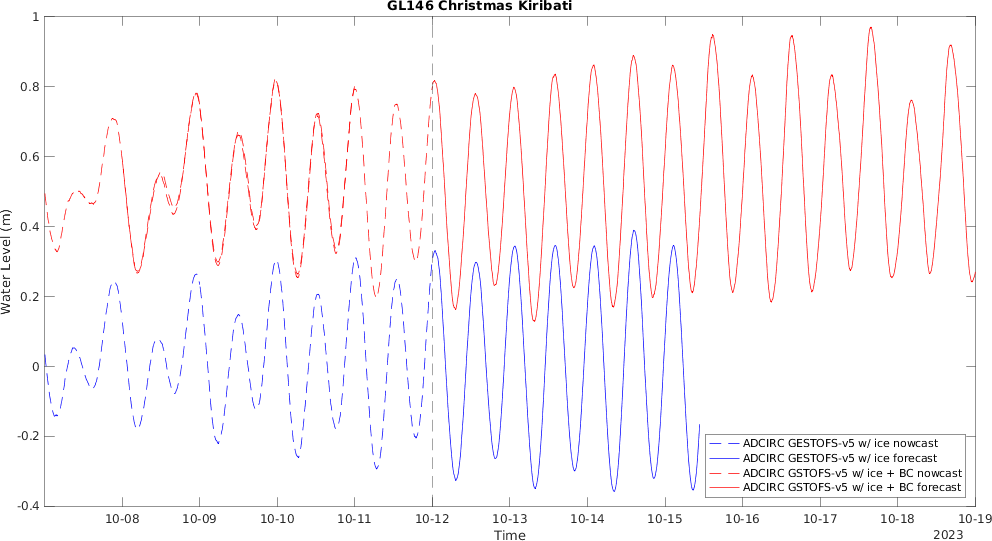 GL146 Christmas Kiribati
Water Level (m)
1
0.8
0.6
0.4
0.2
0
-0.2
-0.4
ADCIRC GESTOFS-v5 w/ ice nowcast
ADCIRC GESTOFS-v5 w/ ice forecast
ADCIRC GSTOFS-v5 w/ ice + BC nowcast
ADCIRC GSTOFS-v5 w/ ice + BC forecast
10-08 10-09 10-10 10-11 10-12 10-13 10-14 10-15 10-16 10-17 10-18 10-19
Time
2023